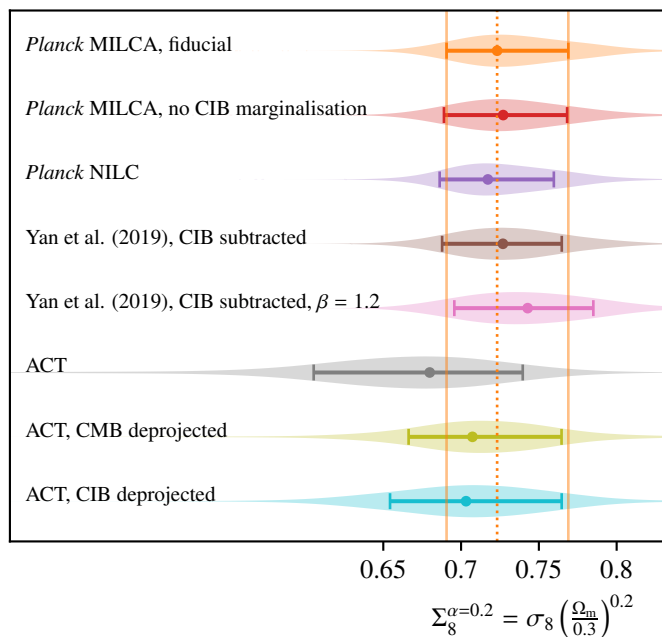 Planck MILCA, fiducial
Planck MILCA, no CIB marginalisation
Planck NILC
Yan et al. (2019), CIB subtracted
Yan et al. (2019), CIB subtracted, β = 1.2
ACT
ACT, CMB deprojected
ACT, CIB deprojected
0.65 0.7 0.75 0.8
Σ₈^{α=0.2} = σ₈ (Ωₘ/0.3)^{0.2}